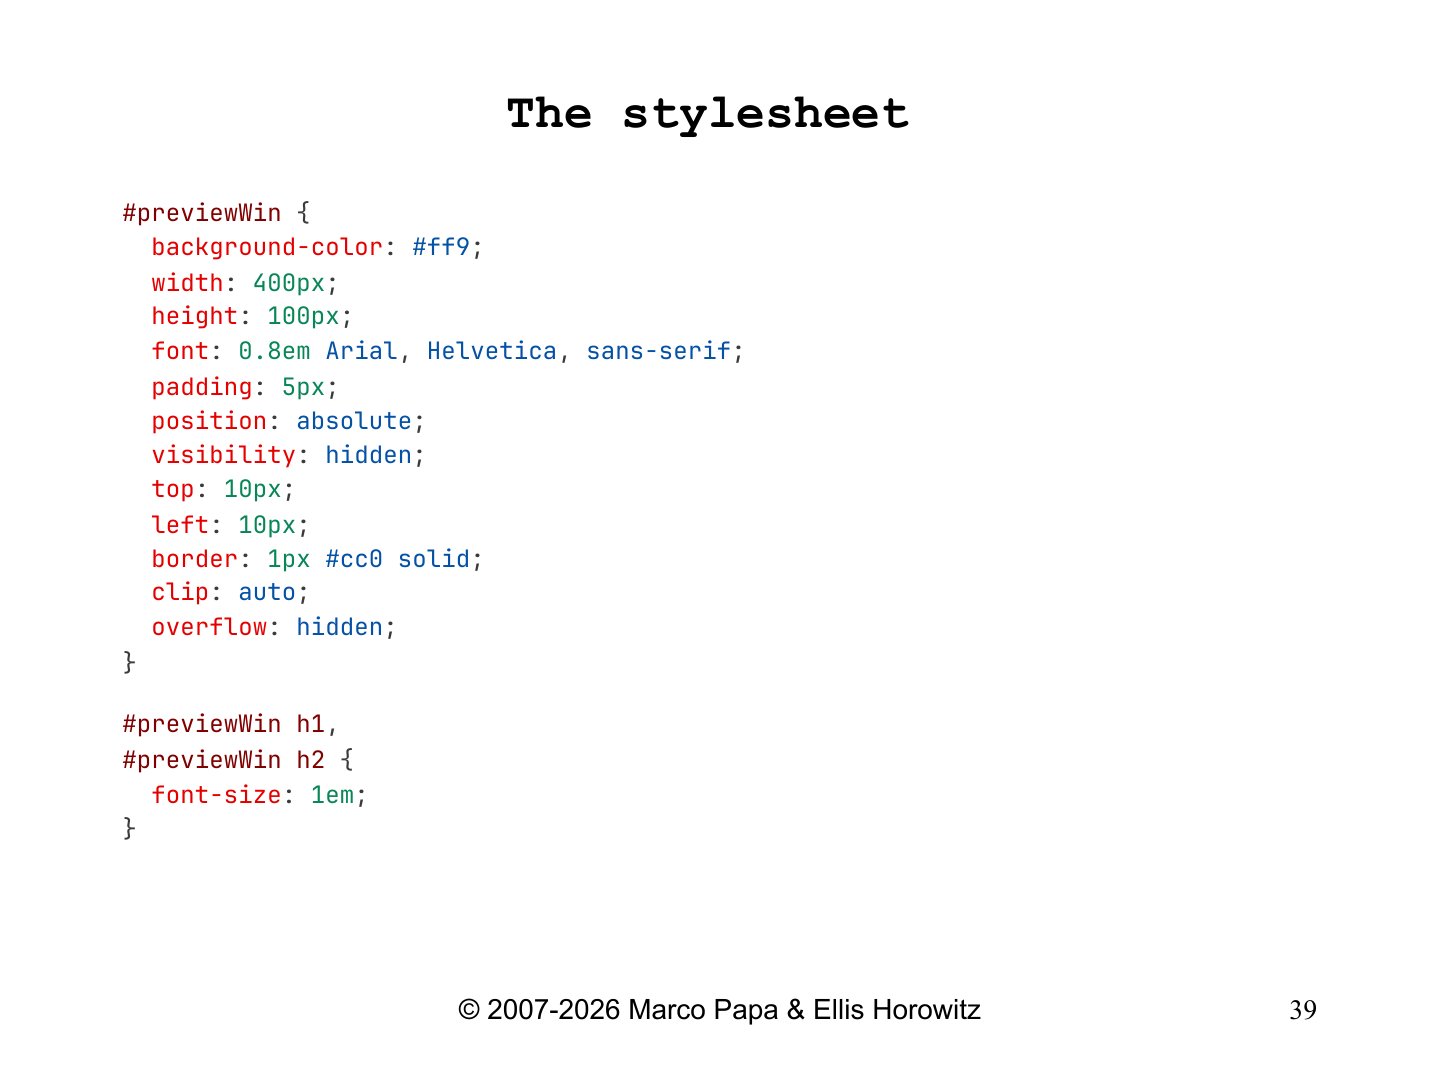 The stylesheet
#previewWin {
  background-color: #ff9;
  width: 400px;
  height: 100px;
  font: 0.8em Arial, Helvetica, sans-serif;
  padding: 5px;
  position: absolute;
  visibility: hidden;
  top: 10px;
  left: 10px;
  border: 1px #cc0 solid;
  clip: auto;
  overflow: hidden;
}
#previewWin h1,
#previewWin h2 {
  font-size: 1em;
}
© 2007-2026 Marco Papa & Ellis Horowitz
39